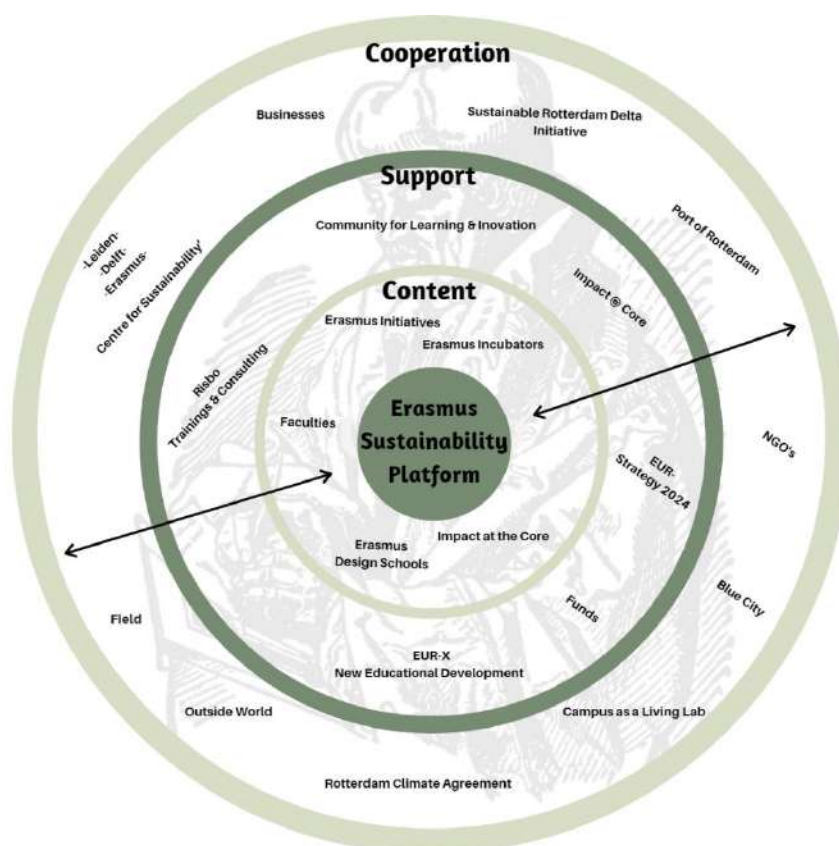 Cooperation
Businesses
Sustainable Rotterdam Delta
Initiative
Support
Community for Learning & Inovation
-Leiden-
-Delft-
-Erasmus-
Centre for Sustainability'
Port of Rotterdam
Impact @ Core
Content
Erasmus Initiatives
Erasmus Incubators
Risbo
Trainings & Consulting
Faculties
Erasmus
Sustainability
Platform
NGO's
EUR-
Strategy 2024
Erasmus
Design Schools
Impact at the Core
Blue City
Funds
Field
EUR-X
New Educational Development
Outside World
Campus as a Living Lab
Rotterdam Climate Agreement